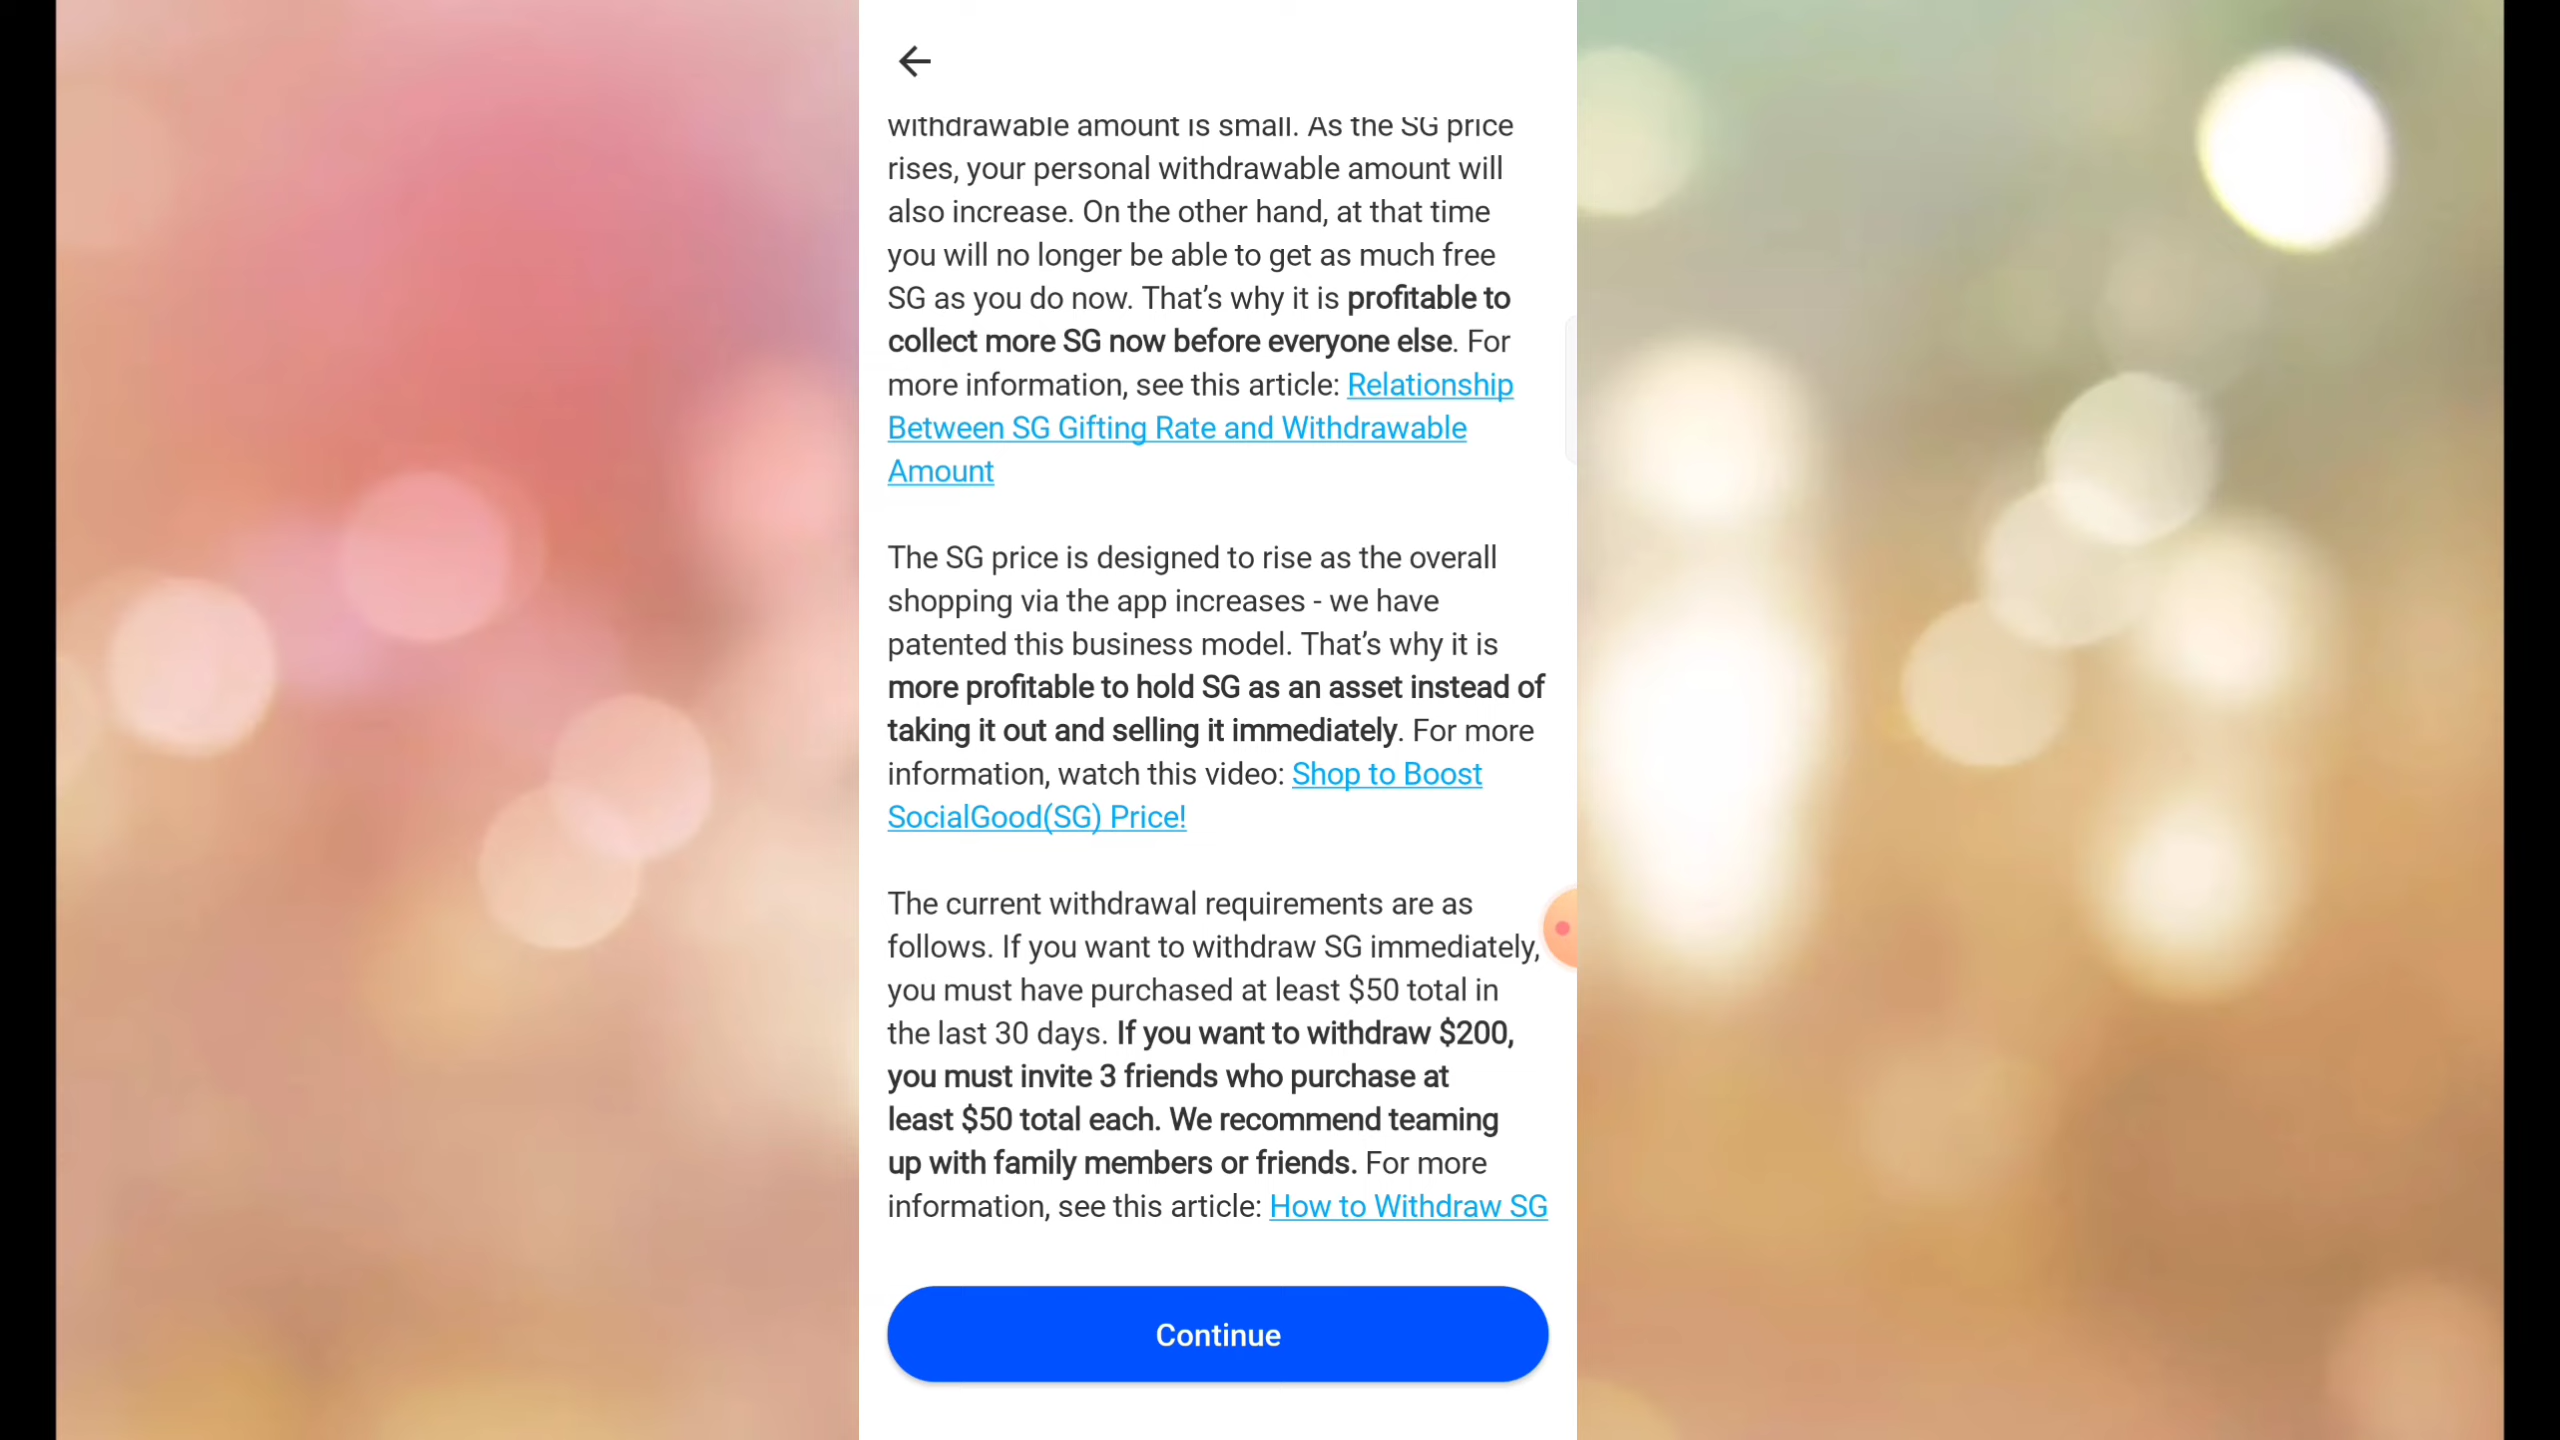 withdrawable amount is small. As the SG price
rises, your personal withdrawable amount will
also increase. On the other hand, at that time
you will no longer be able to get as much free
SG as you do now. That’s why it is profitable to
collect more SG now before everyone else. For
more information, see this article: Relationship
Between SG Gifting Rate and Withdrawable
Amount
The SG price is designed to rise as the overall
shopping via the app increases - we have
patented this business model. That’s why it is
more profitable to hold SG as an asset instead of
taking it out and selling it immediately. For more
information, watch this video: Shop to Boost
SocialGood(SG) Price!
The current withdrawal requirements are as
follows. If you want to withdraw SG immediately,
you must have purchased at least $50 total in
the last 30 days. If you want to withdraw $200,
you must invite 3 friends who purchase at
least $50 total each. We recommend teaming
up with family members or friends. For more
information, see this article: How to Withdraw SG
Continue